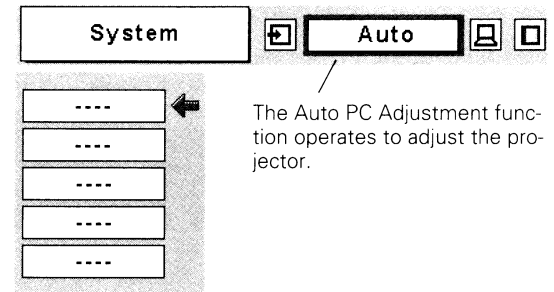 System Auto
The Auto PC Adjustment func-
tion operates to adjust the pro-
jector.
----
----
----
----
----